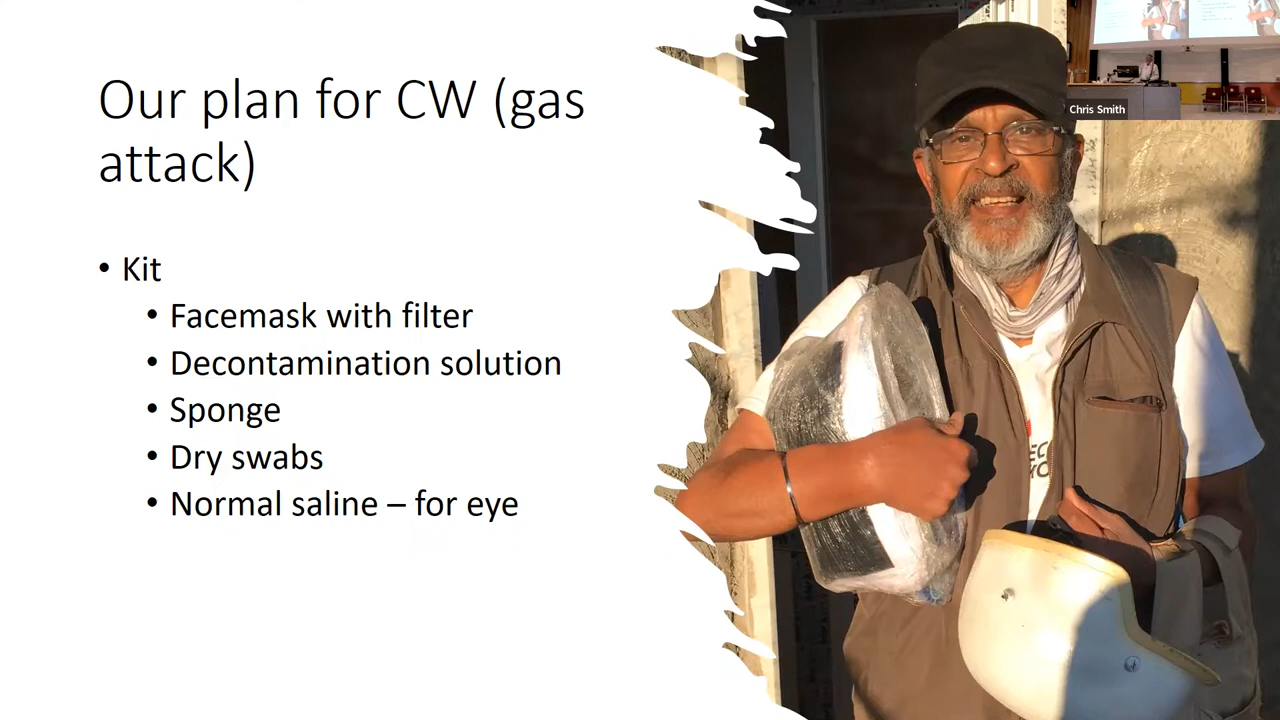 Our plan for CW (gas
attack)
• Kit
• Facemask with filter
• Decontamination solution
• Sponge
• Dry swabs
• Normal saline – for eye
Chris Smith